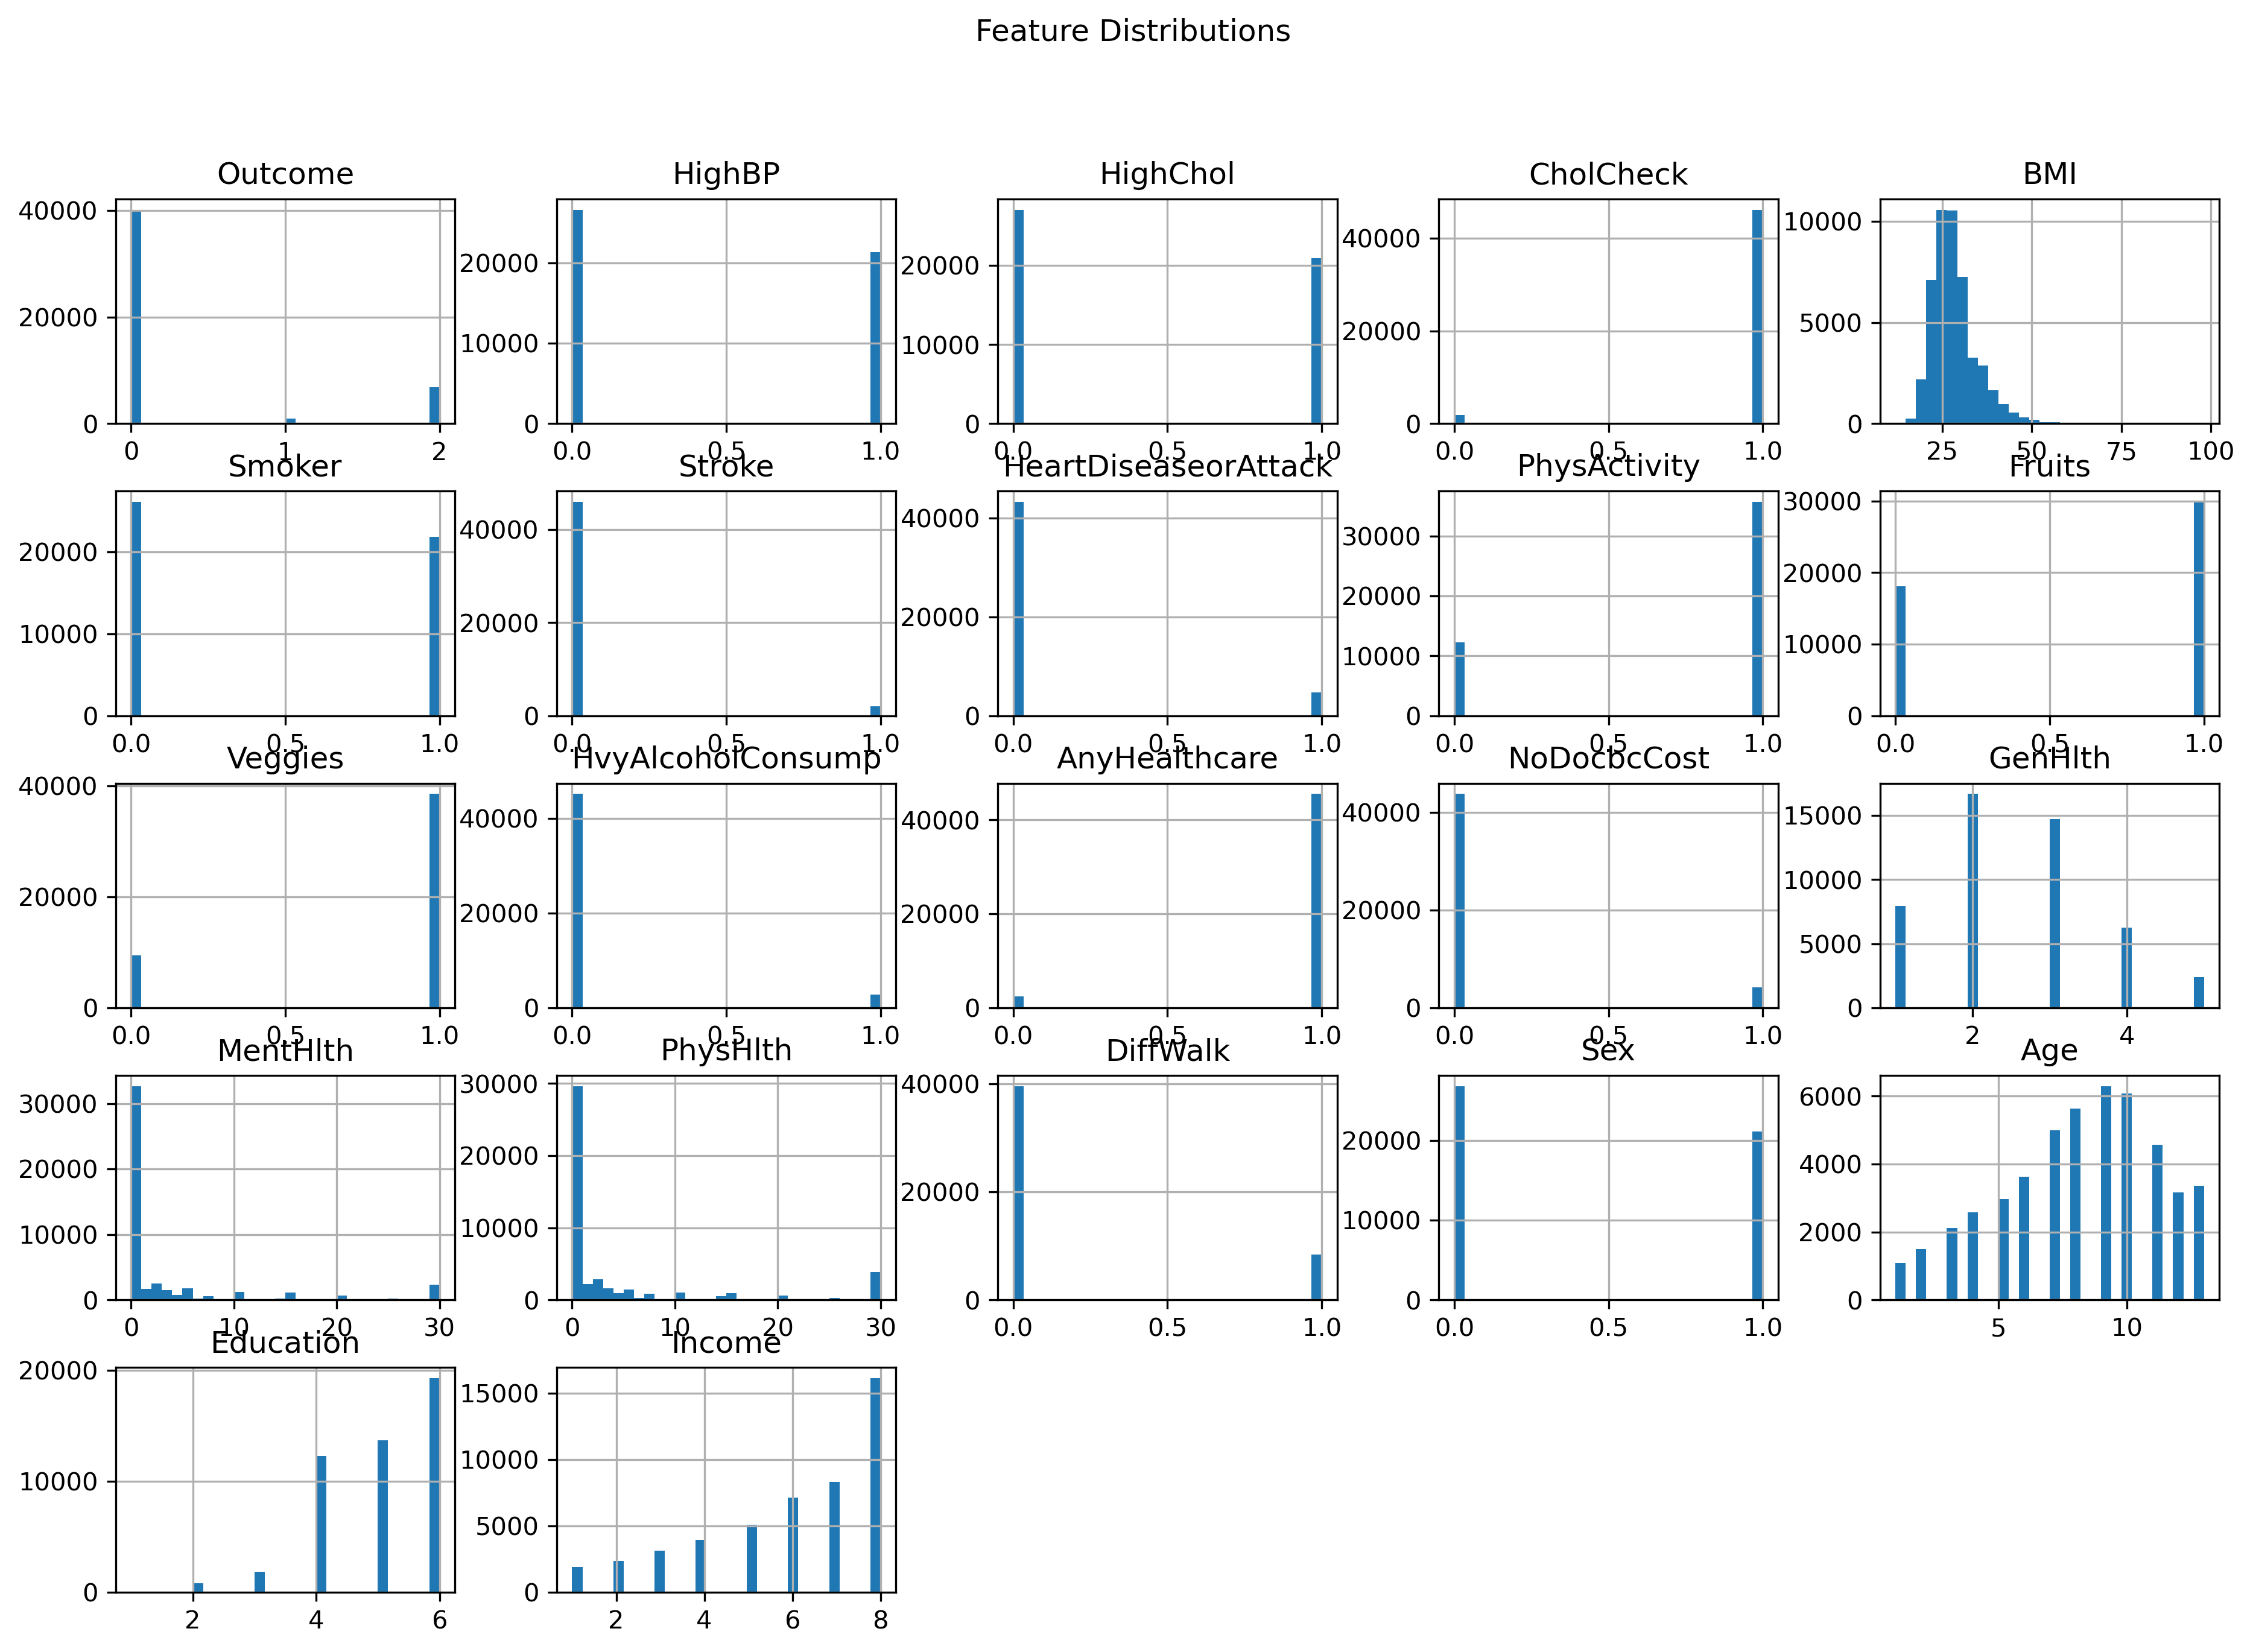 Feature Distributions
Outcome
40000
20000
0
0 1 2
HighBP
20000
10000
0
0.0 0.5 1.0
HighChol
20000
10000
0
0.0 0.5 1.0
CholCheck
40000
20000
0
0.0 0.5 1.0
BMI
10000
5000
0
25 50 75 100
Smoker
20000
10000
0
0.0 0.5 1.0
Stroke
40000
20000
0
0.0 0.5 1.0
HeartDiseaseorAttack
40000
20000
0
0.0 0.5 1.0
PhysActivity
30000
20000
10000
0
0.0 0.5 1.0
Fruits
30000
20000
10000
0
0.0 0.5 1.0
Veggies
40000
20000
0
0.0 0.5 1.0
HvyAlcoholConsump
40000
20000
0
0.0 0.5 1.0
AnyHealthcare
40000
20000
0
0.0 0.5 1.0
NoDocbcCost
40000
20000
0
0.0 0.5 1.0
GenHlth
15000
10000
5000
0
2 4
MentHlth
30000
20000
10000
0
0 10 20 30
PhysHlth
30000
20000
10000
0
0 10 20 30
DiffWalk
40000
20000
0
0.0 0.5 1.0
Sex
20000
10000
0
0.0 0.5 1.0
Age
6000
4000
2000
0
5 10
Education
20000
10000
0
2 4 6
Income
15000
10000
5000
0
2 4 6 8